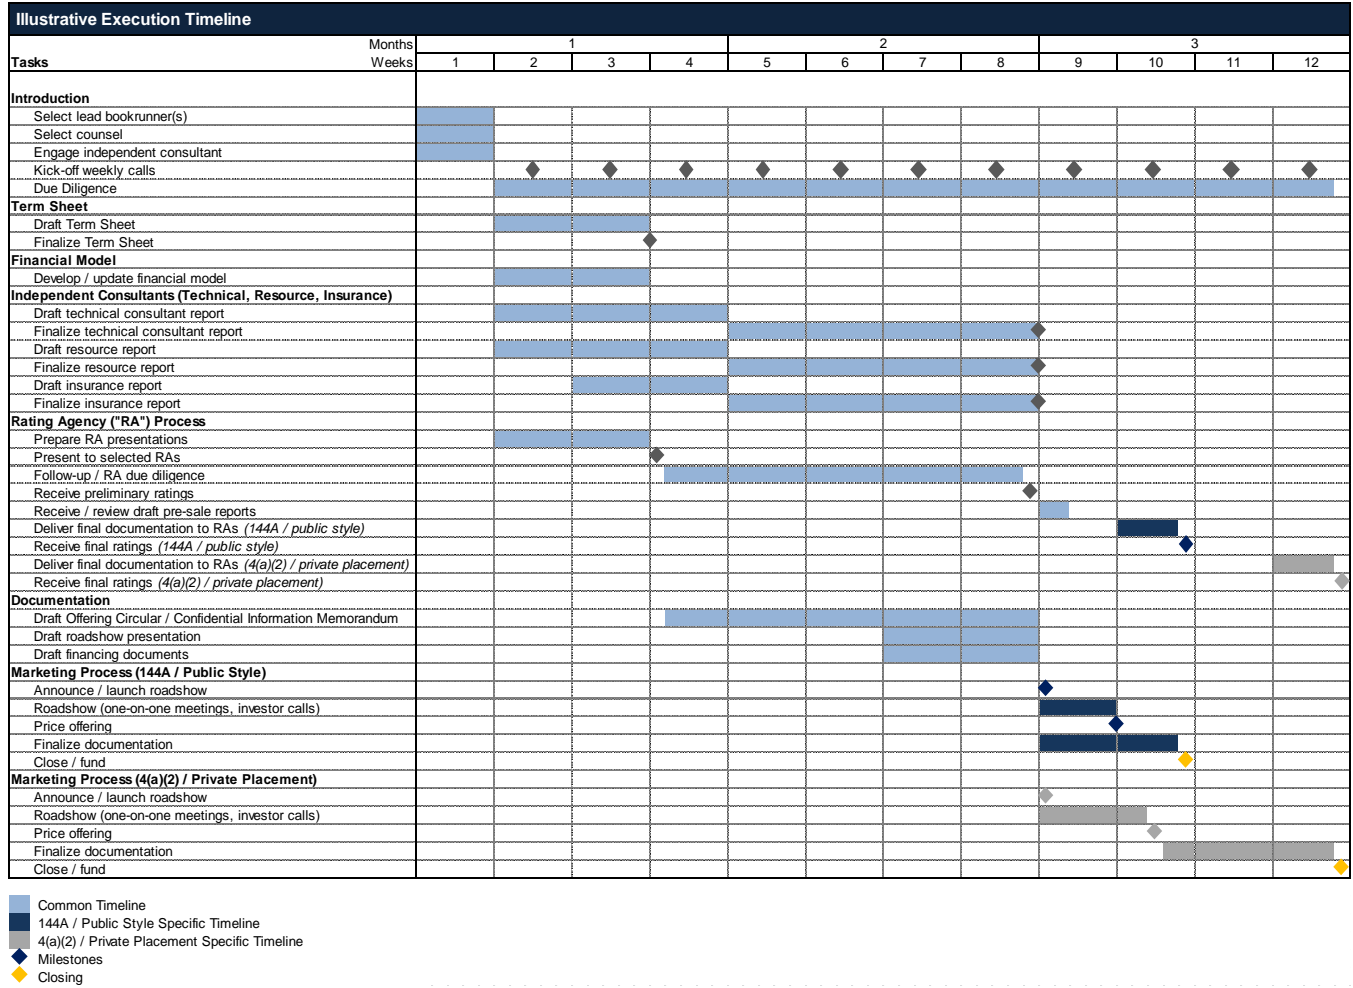 Illustrative Execution Timeline
Months 1 2 3
Tasks Weeks 1 2 3 4 5 6 7 8 9 10 11 12
Introduction
Select lead bookrunner(s)
Select counsel
Engage independent consultant
Kick-off weekly calls
Due Diligence
Term Sheet
Draft Term Sheet
Finalize Term Sheet
Financial Model
Develop / update financial model
Independent Consultants (Technical, Resource, Insurance)
Draft technical consultant report
Finalize technical consultant report
Draft resource report
Finalize resource report
Draft insurance report
Finalize insurance report
Rating Agency ("RA") Process
Prepare RA presentations
Present to selected RAs
Follow-up / RA due diligence
Receive preliminary ratings
Receive / review draft pre-sale reports
Deliver final documentation to RAs (144A / public style)
Receive final ratings (144A / public style)
Deliver final documentation to RAs (4(a)(2) / private placement)
Receive final ratings (4(a)(2) / private placement)
Documentation
Draft Offering Circular / Confidential Information Memorandum
Draft roadshow presentation
Draft financing documents
Marketing Process (144A / Public Style)
Announce / launch roadshow
Roadshow (one-on-one meetings, investor calls)
Price offering
Finalize documentation
Close / fund
Marketing Process (4(a)(2) / Private Placement)
Announce / launch roadshow
Roadshow (one-on-one meetings, investor calls)
Price offering
Finalize documentation
Close / fund
Common Timeline
144A / Public Style Specific Timeline
4(a)(2) / Private Placement Specific Timeline
Milestones
Closing